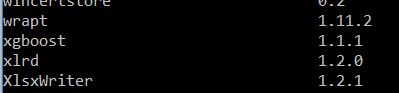 wincertstore 0.2
wrapt 1.11.2
xgboost 1.1.1
xlrd 1.2.0
XlsxWriter 1.2.1